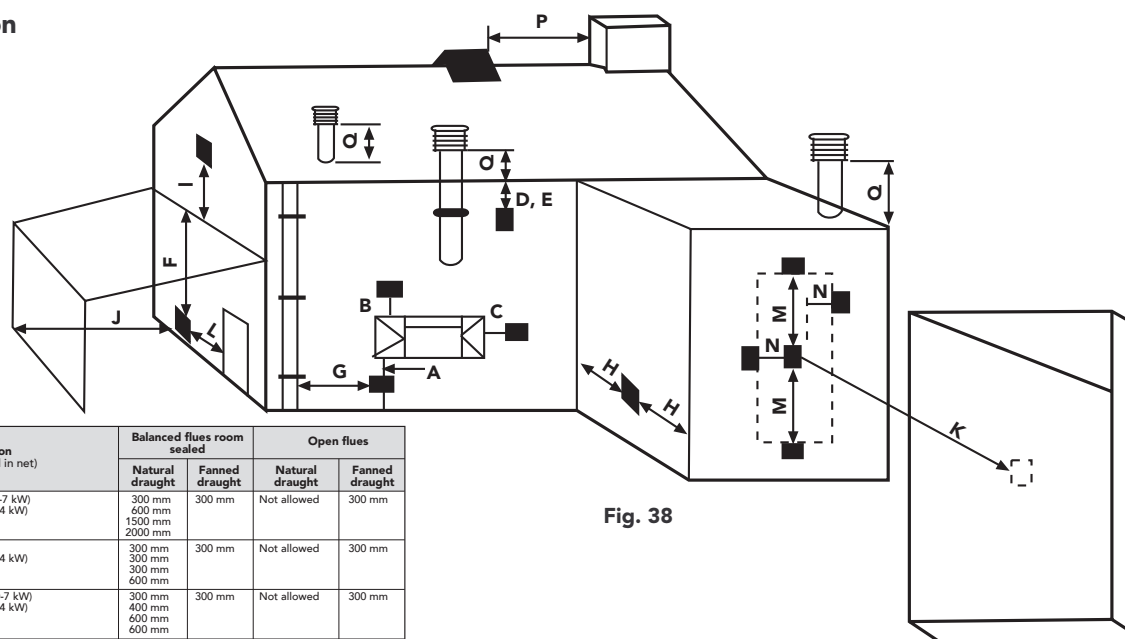 on
P
Q
Q
D, E
Q
I
F
B
C
N
M
J
L
N
G
A
H
H
M
K
Fig. 38
on
Balanced flues room sealed
Open flues
d in net)
Natural draught
Fanned draught
Natural draught
Fanned draught
-7 kW) 300 mm 300 mm Not allowed 300 mm
4 kW) 600 mm
1500 mm
2000 mm
300 mm 300 mm Not allowed 300 mm
4 kW) 300 mm
300 mm
600 mm
-7 kW) 300 mm 300 mm Not allowed 300 mm
4 kW) 400 mm
600 mm
600 mm